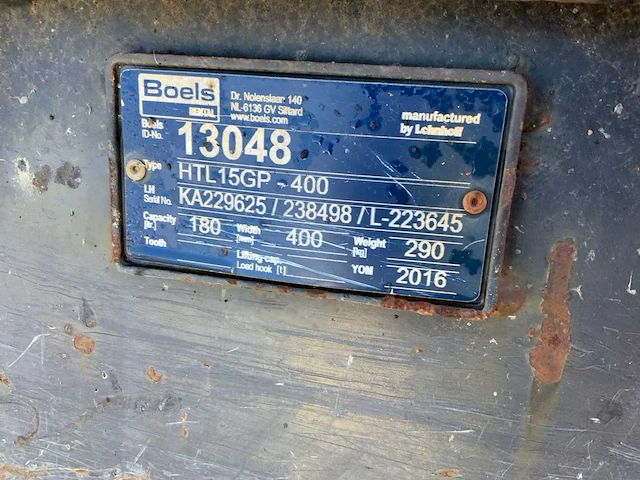 Boels
RENTAL
Dr. Nolenslaan 140
NL-6136 GV Sittard
www.boels.com
manufactured
by Lehnhoff
Boels
ID-No. 13048
Type HTL15GP - 400
LH
Serial No. KA229625 / 238498 / L-223645
Capacity [ltr.] 180 Width [mm] 400 Weight [kg] 290
Tooth Lifting cap. Load hook [t] YOM 2016